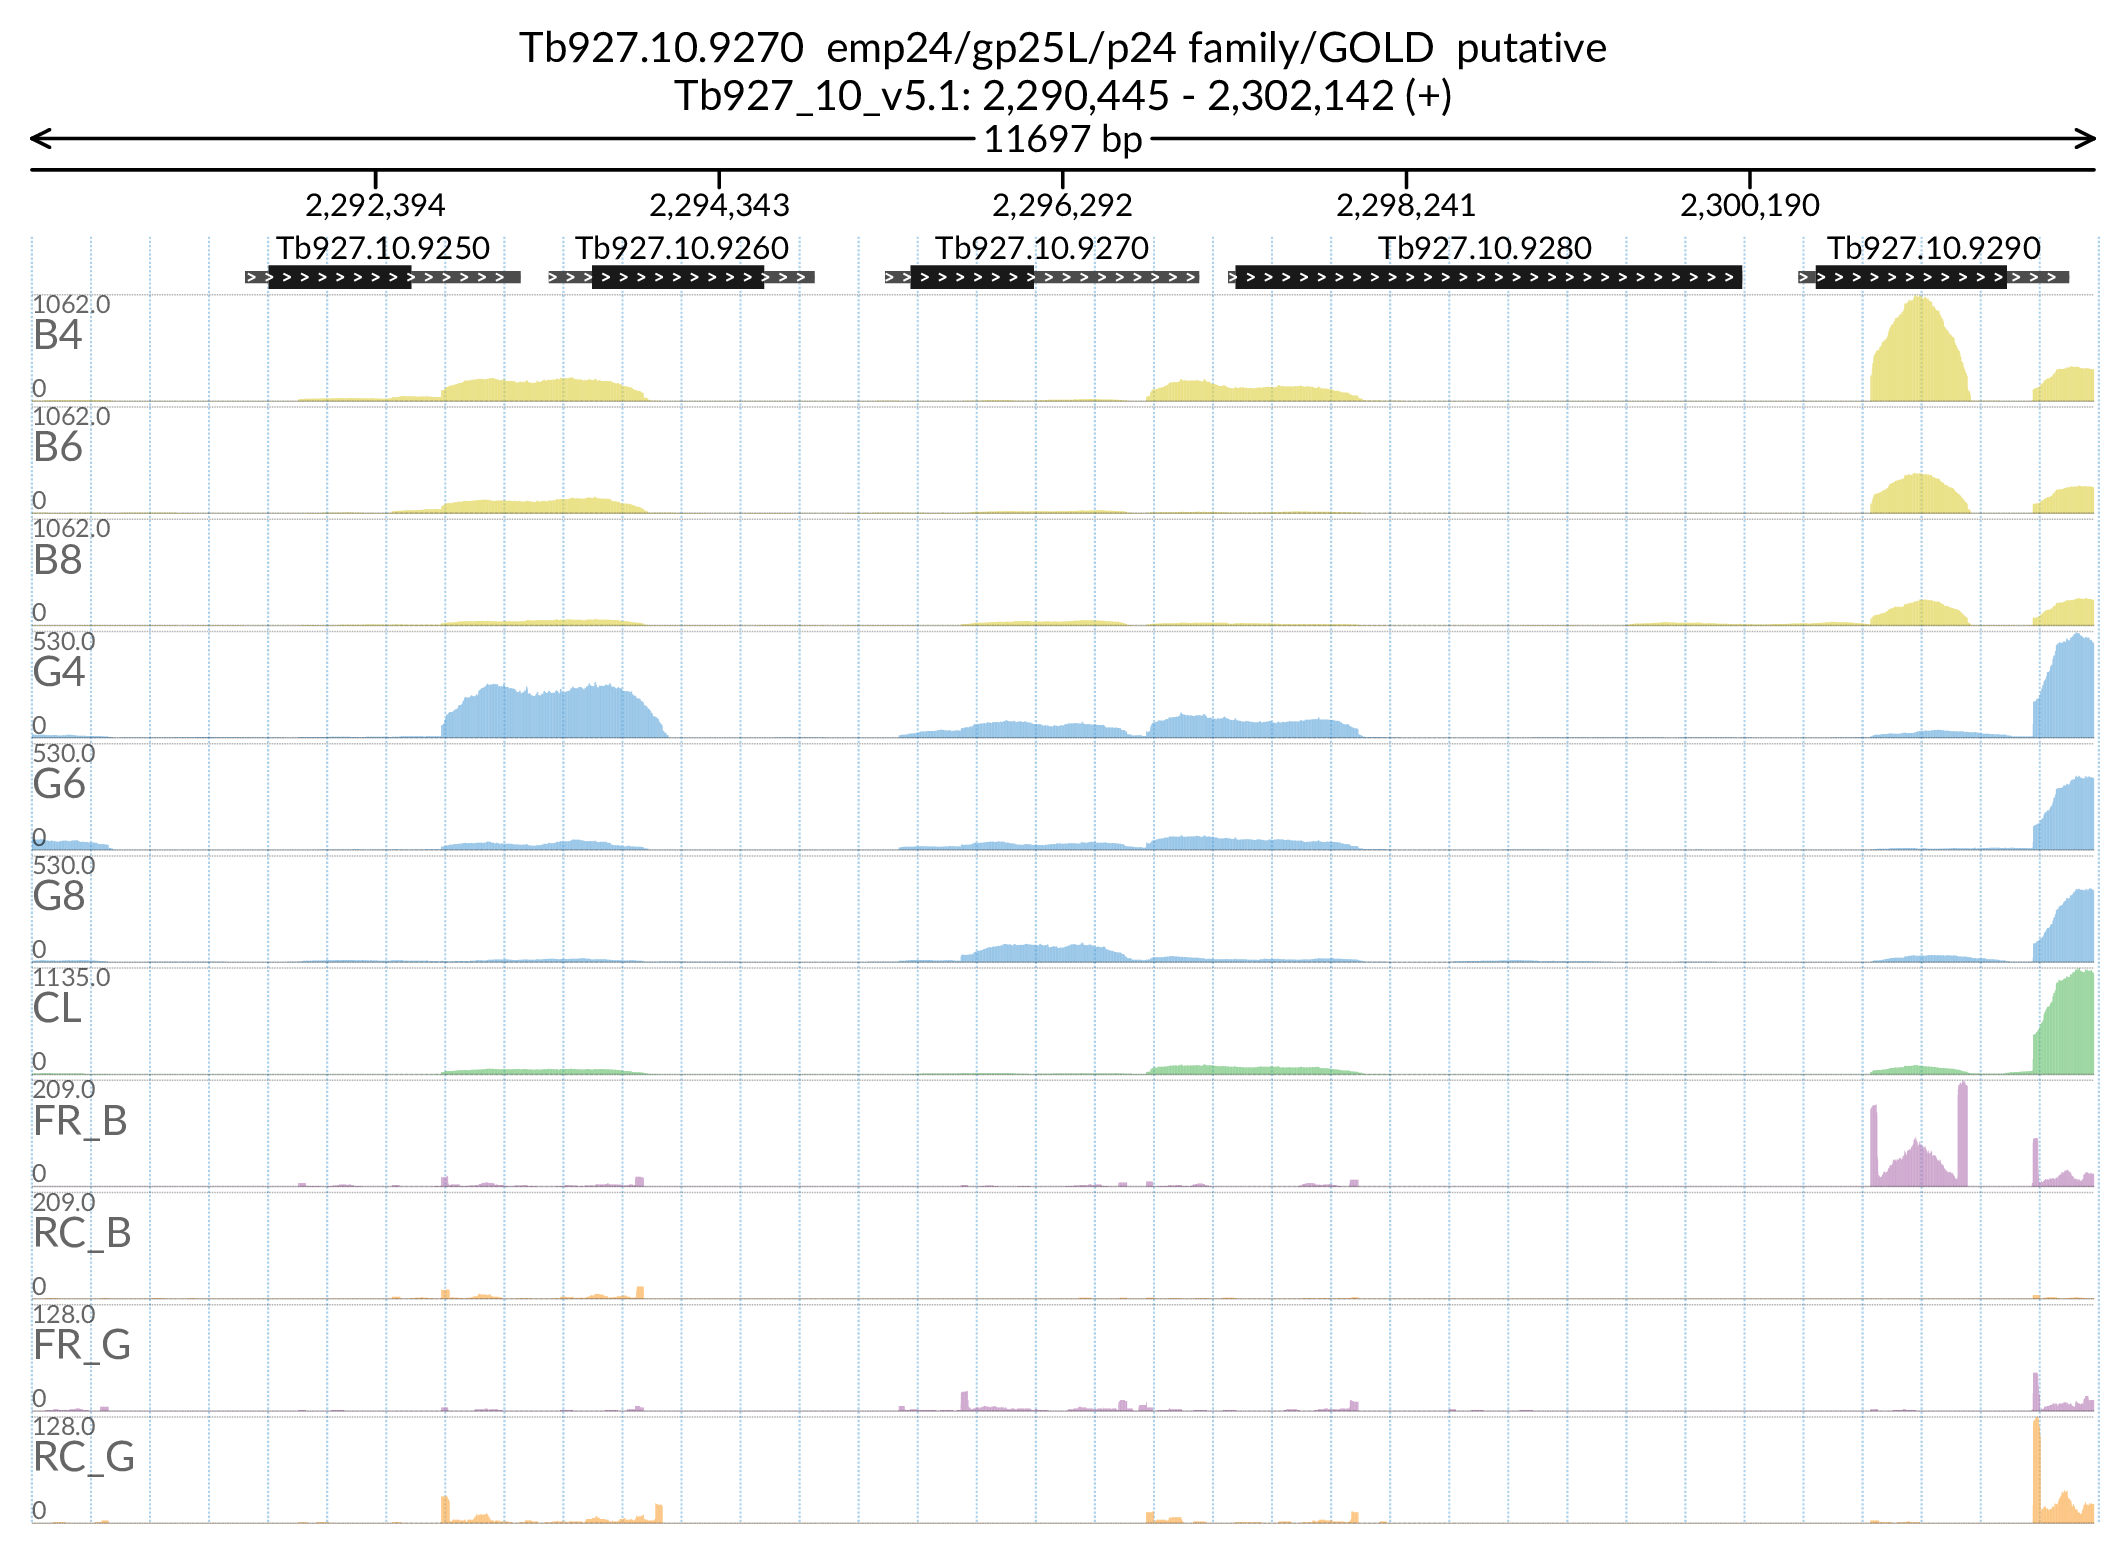 Tb927.10.9270  emp24/gp25L/p24 family/GOLD  putative
Tb927_10_v5.1: 2,290,445 - 2,302,142 (+)
11697 bp
2,292,394 2,294,343 2,296,292 2,298,241 2,300,190
Tb927.10.9250 Tb927.10.9260 Tb927.10.9270 Tb927.10.9280 Tb927.10.9290
1062.0
B4
0
1062.0
B6
0
1062.0
B8
0
530.0
G4
0
530.0
G6
0
530.0
G8
0
1135.0
CL
0
209.0
FR_B
0
209.0
RC_B
0
128.0
FR_G
0
128.0
RC_G
0